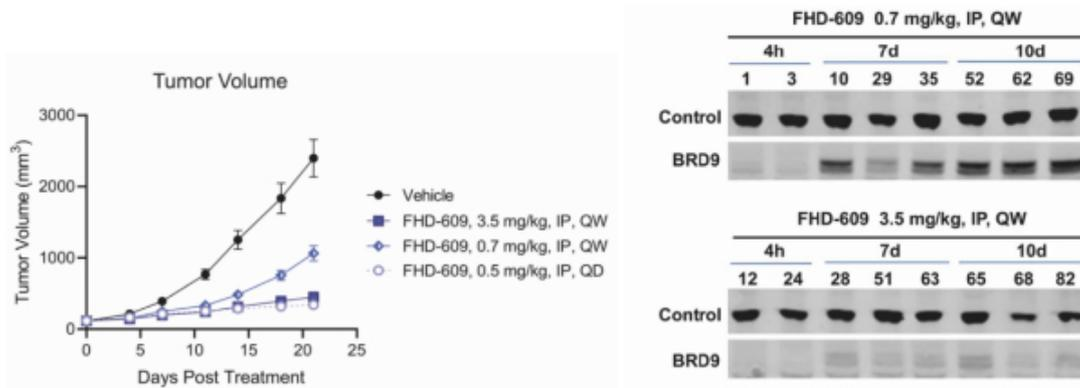 Tumor Volume
Tumor Volume (mm3)
3000
2000
1000
0
0 5 10 15 20 25
Days Post Treatment
Vehicle
FHD-609, 3.5 mg/kg, IP, QW
FHD-609, 0.7 mg/kg, IP, QW
FHD-609, 0.5 mg/kg, IP, QD
FHD-609 0.7 mg/kg, IP, QW
4h 7d 10d
1 3 10 29 35 52 62 69
Control
BRD9
FHD-609 3.5 mg/kg, IP, QW
4h 7d 10d
12 24 28 51 63 65 68 82
Control
BRD9